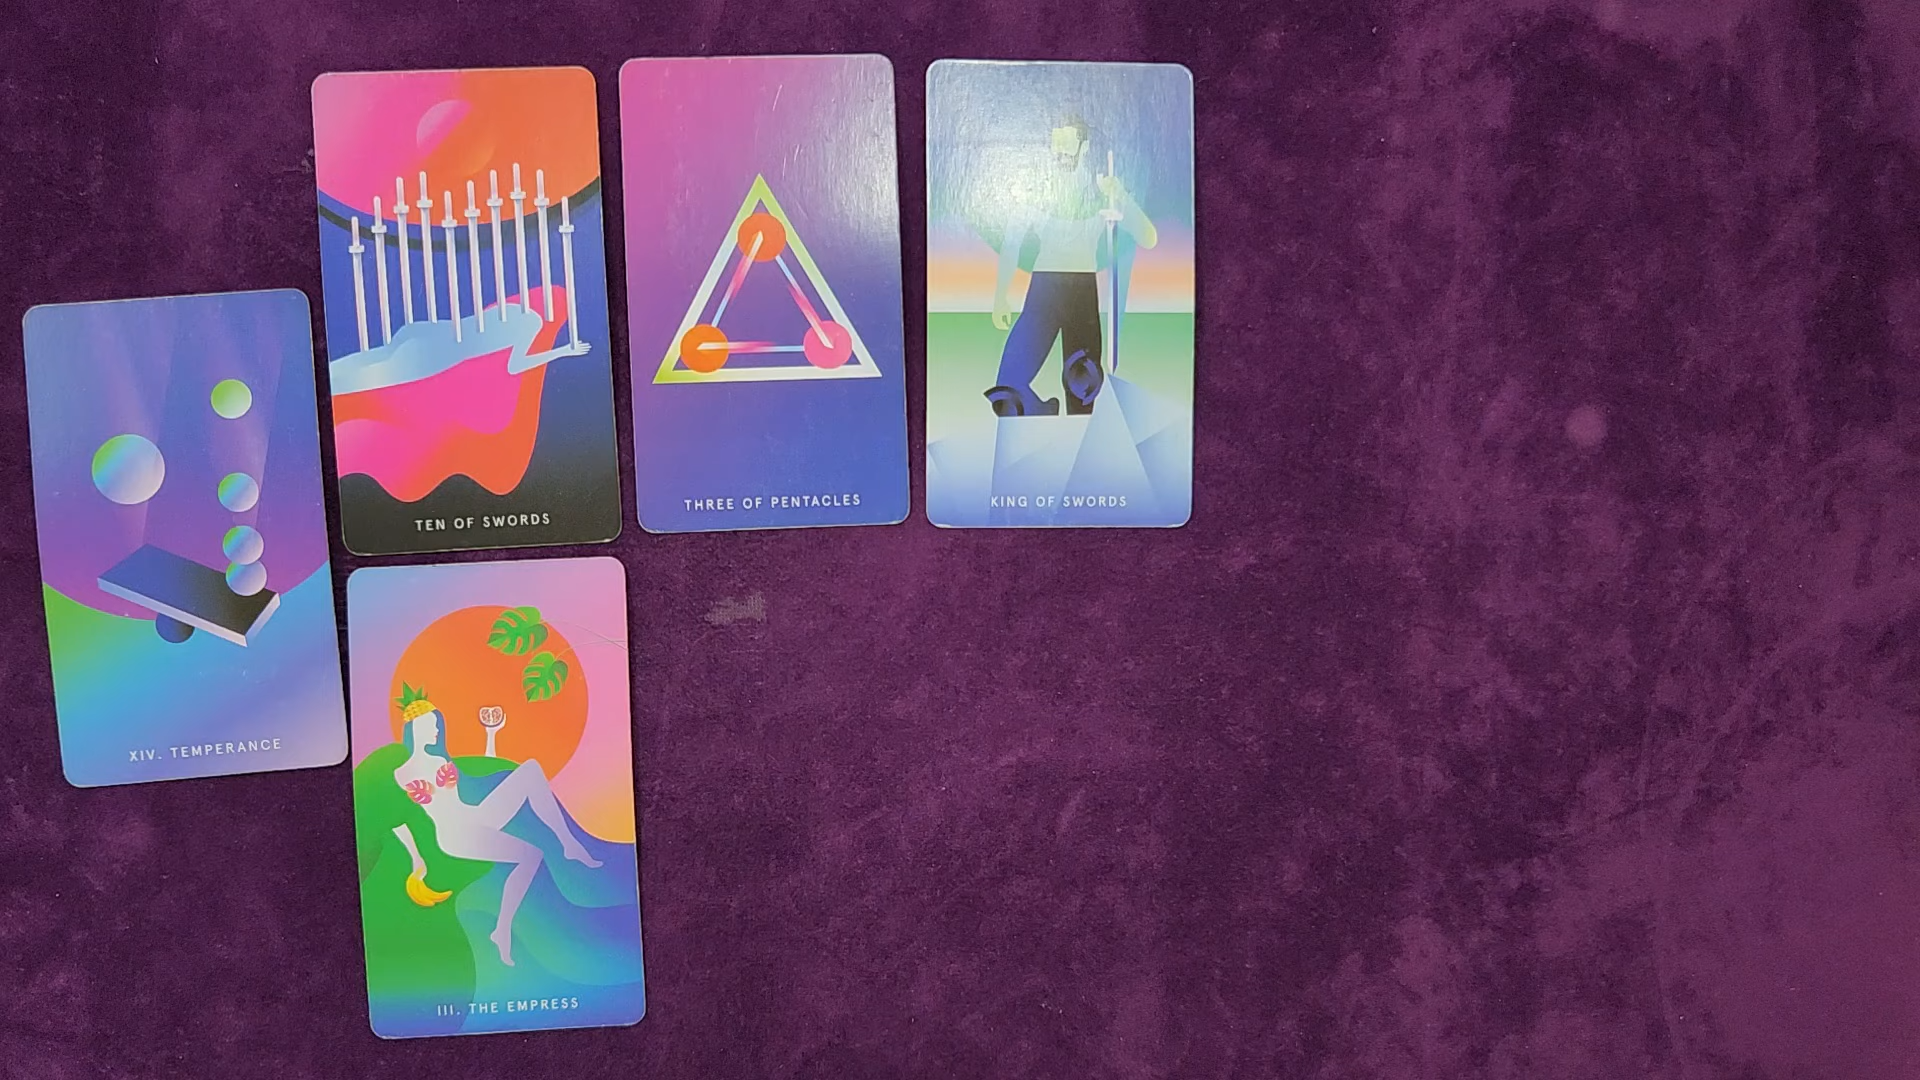 TEN OF SWORDS
THREE OF PENTACLES
KING OF SWORDS
XIV. TEMPERANCE
III. THE EMPRESS